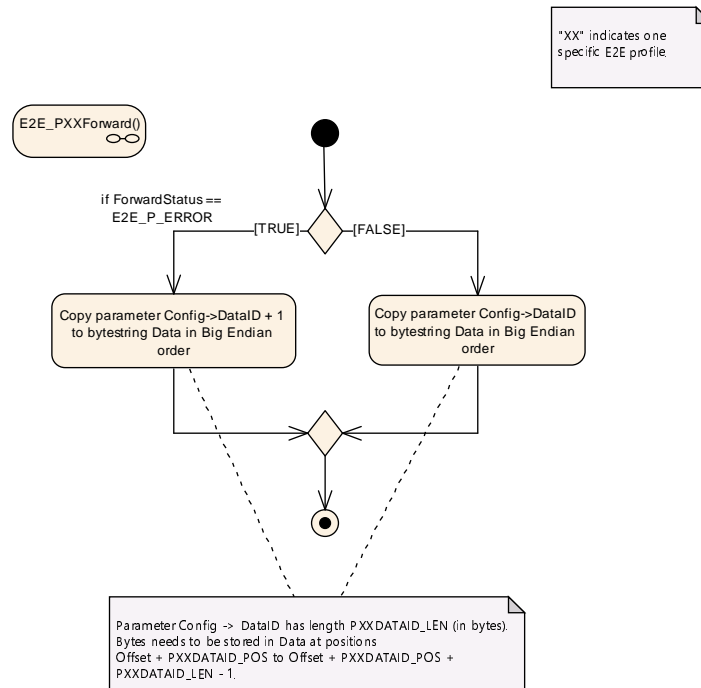 "XX" indicates one
specific E2E profile.
E2E_PXXForward()
if ForwardStatus ==
E2E_P_ERROR
[TRUE]
[FALSE]
Copy parameter Config->DataID + 1
to bytestring Data in Big Endian
order
Copy parameter Config->DataID
to bytestring Data in Big Endian
order
Parameter Config -> DataID has length PXXDATAID_LEN (in bytes).
Bytes needs to be stored in Data at positions
Offset + PXXDATAID_POS to Offset + PXXDATAID_POS +
PXXDATAID_LEN - 1.